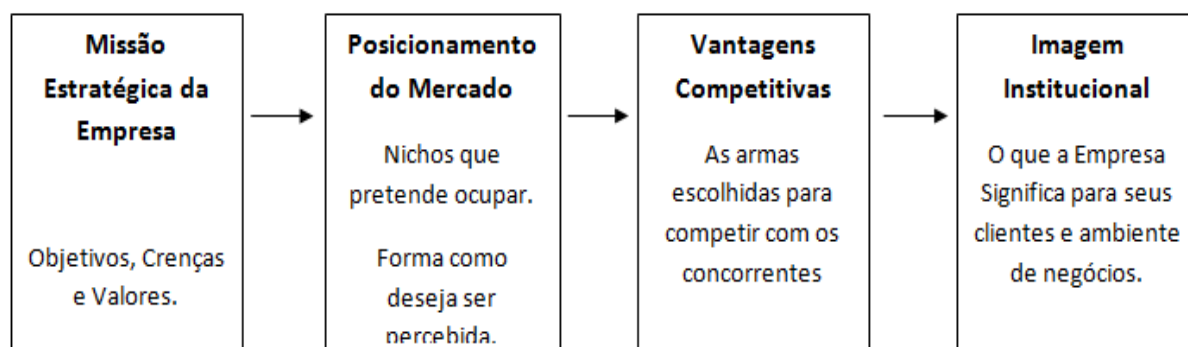 Missão
Estratégica da
Empresa
Objetivos, Crenças
e Valores.
Posicionamento
do Mercado
Nichos que
pretende ocupar.
Forma como
deseja ser
percebida.
Vantagens
Competitivas
As armas
escolhidas para
competir com os
concorrentes
Imagem
Institucional
O que a Empresa
Significa para seus
clientes e ambiente
de negócios.